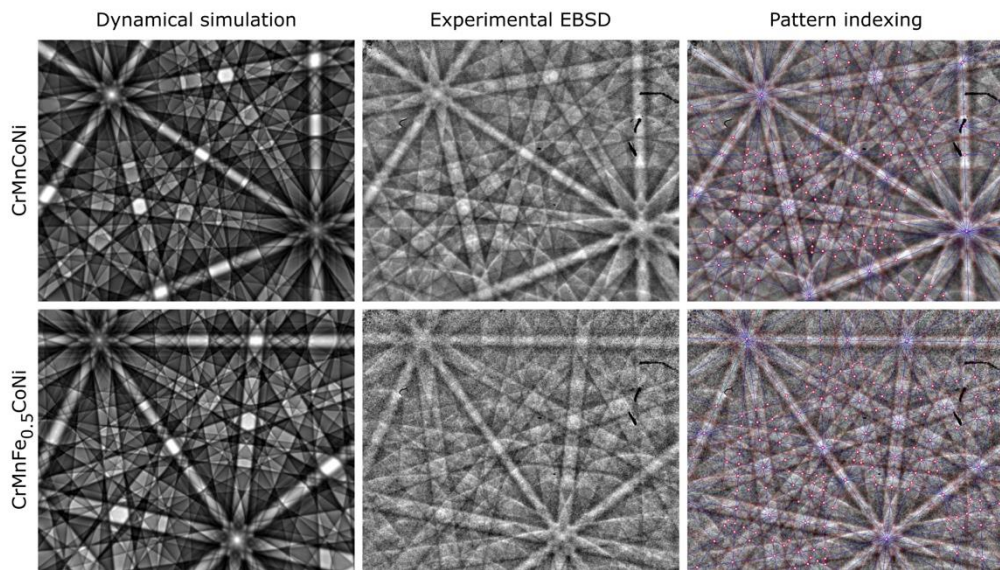 Dynamical simulation
Experimental EBSD
Pattern indexing
CrMnCoNi
CrMnFe0.5CoNi